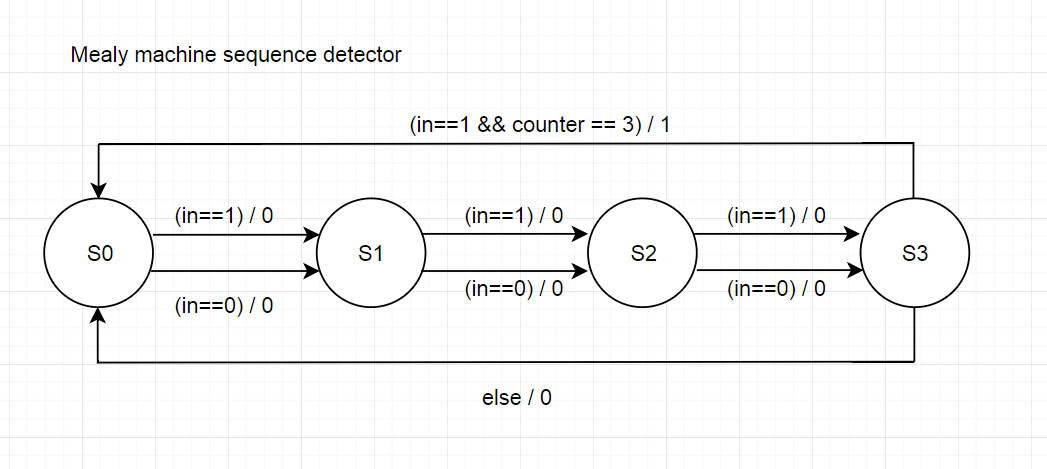 Mealy machine sequence detector
(in==1 && counter == 3) / 1
(in==1) / 0
(in==1) / 0
(in==1) / 0
S0
S1
S2
S3
(in==0) / 0
(in==0) / 0
(in==0) / 0
else / 0